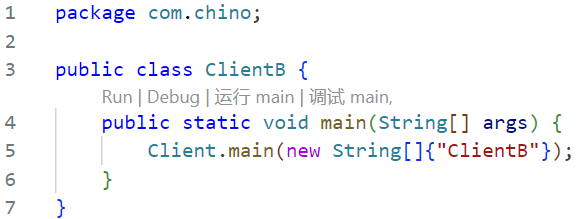 1 package com.chino;
2
3 public class ClientB {
Run | Debug | 运行 main | 调试 main,
4 public static void main(String[] args) {
5 Client.main(new String[]{"ClientB"});
6 }
7 }